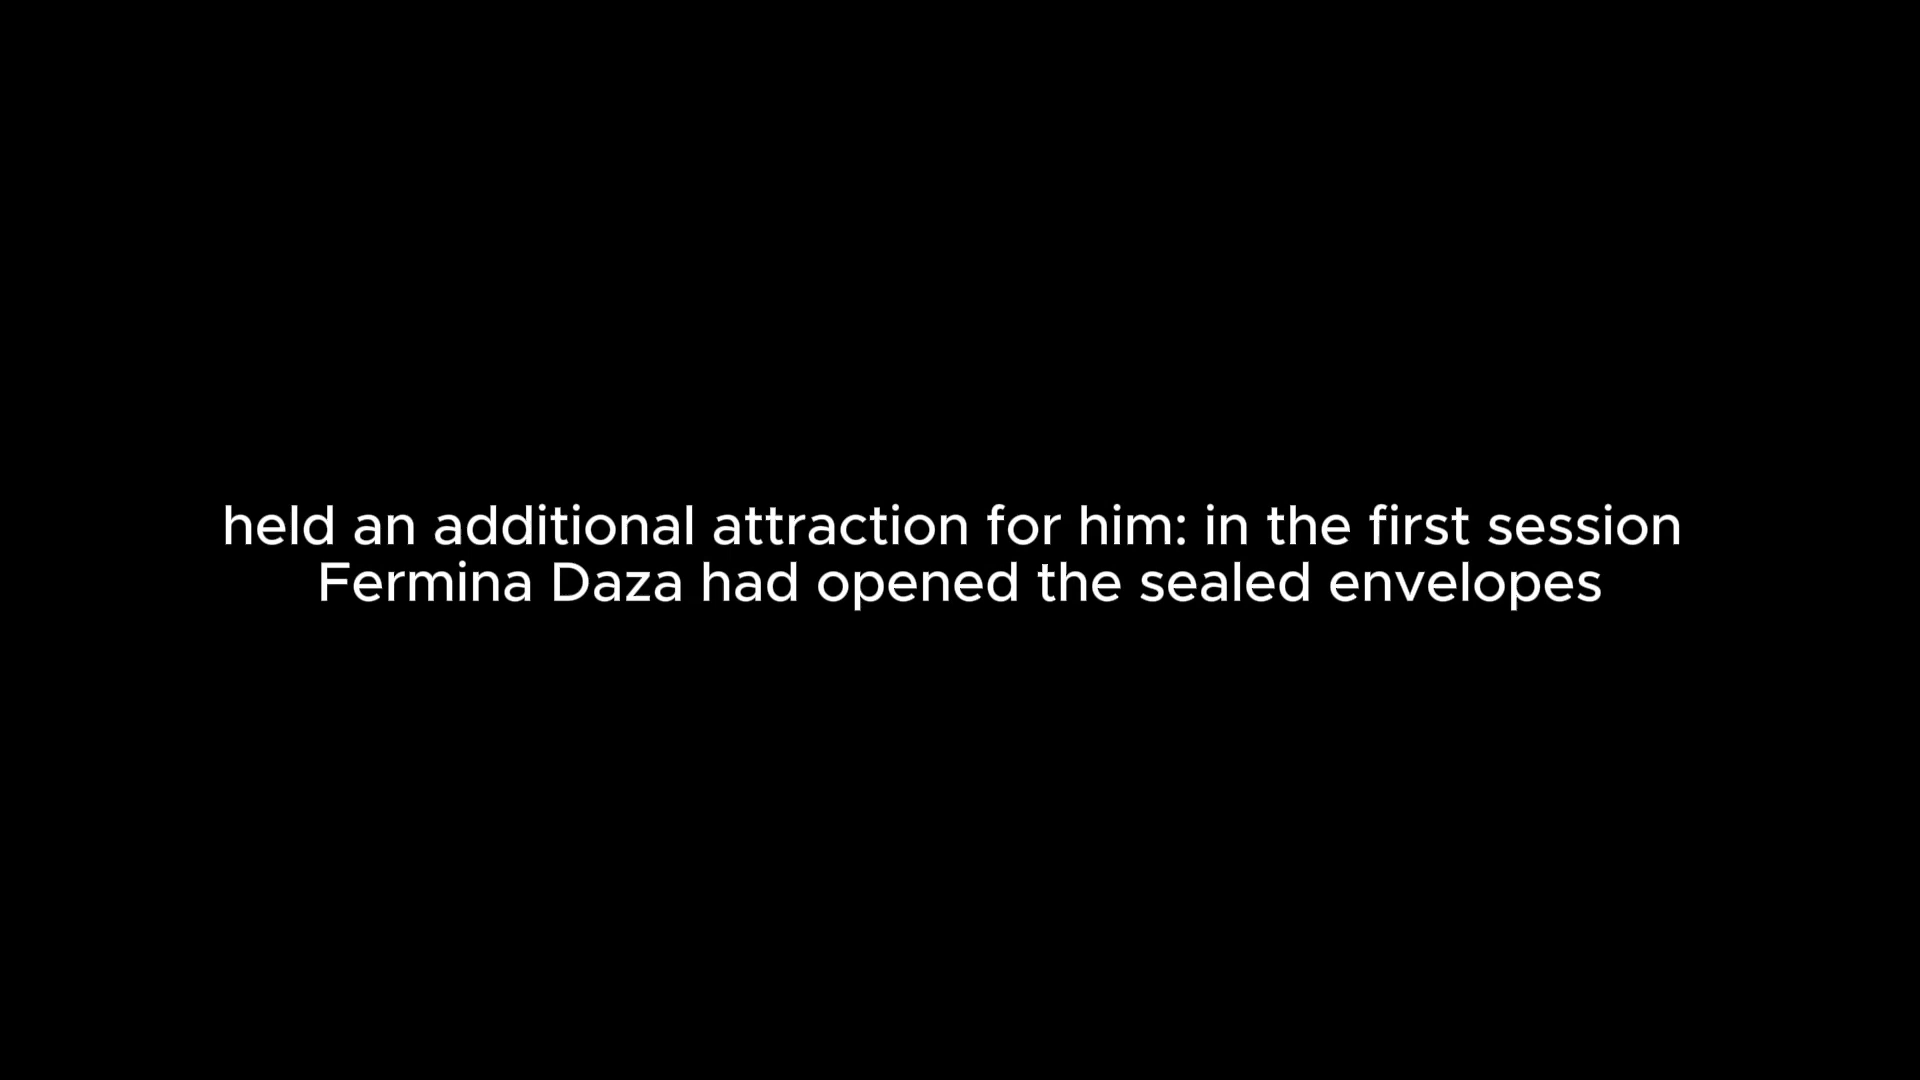 held an additional attraction for him: in the first session
Fermina Daza had opened the sealed envelopes